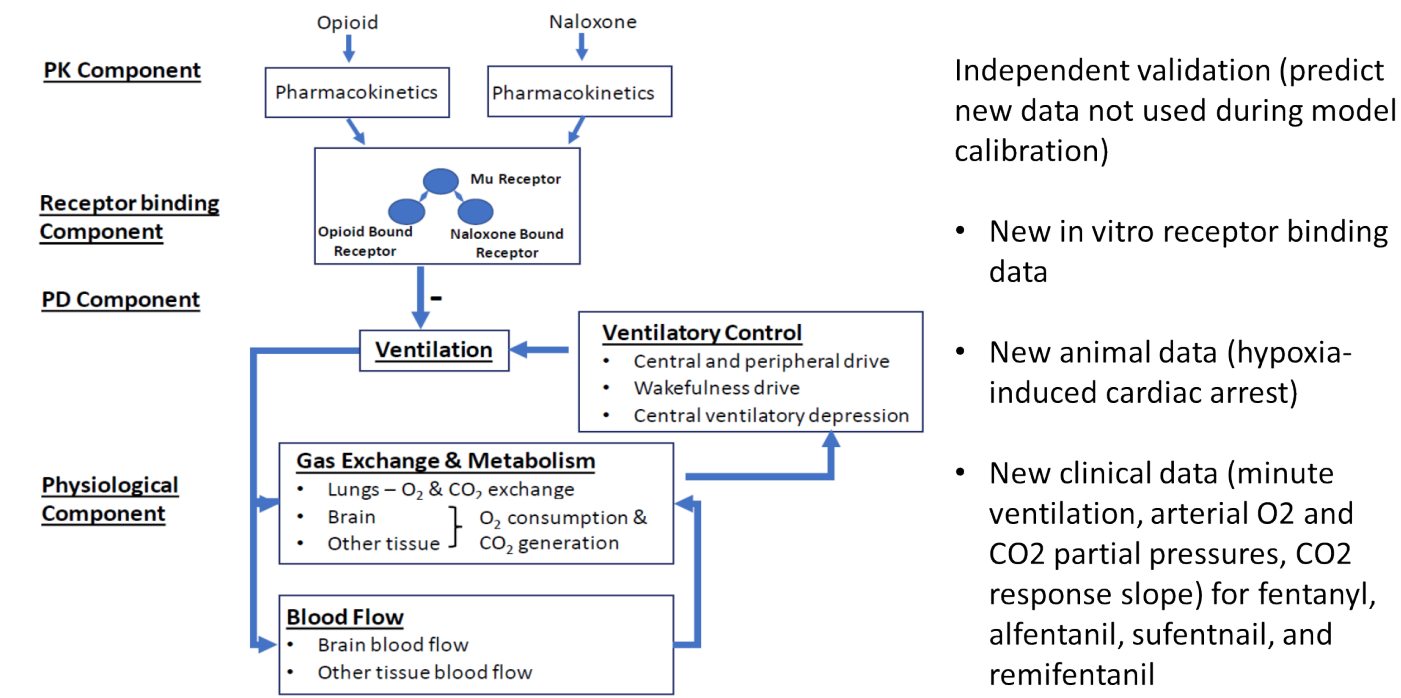 Opioid
Naloxone
PK Component
Pharmacokinetics
Pharmacokinetics
Mu Receptor
Receptor binding
Component
Opioid Bound
Receptor
Naloxone Bound
Receptor
PD Component
-
Ventilation
Ventilatory Control
• Central and peripheral drive
• Wakefulness drive
• Central ventilatory depression
Physiological
Component
Gas Exchange & Metabolism
• Lungs – O₂ & CO₂ exchange
• Brain
• Other tissue
O₂ consumption &
CO₂ generation
Blood Flow
• Brain blood flow
• Other tissue blood flow
Independent validation (predict
new data not used during model
calibration)
• New in vitro receptor binding
data
• New animal data (hypoxia-
induced cardiac arrest)
• New clinical data (minute
ventilation, arterial O2 and
CO2 partial pressures, CO2
response slope) for fentanyl,
alfentanil, sufentnail, and
remifentanil